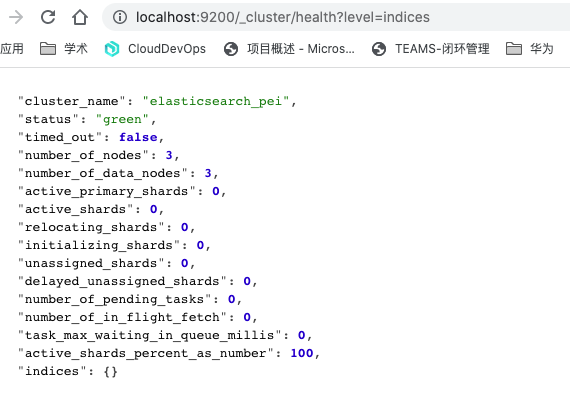 localhost:9200/_cluster/health?level=indices
应用 学术 CloudDevOps 项目概述 - Micros... TEAMS-闭环管理 华为
"cluster_name": "elasticsearch_pei",
"status": "green",
"timed_out": false,
"number_of_nodes": 3,
"number_of_data_nodes": 3,
"active_primary_shards": 0,
"active_shards": 0,
"relocating_shards": 0,
"initializing_shards": 0,
"unassigned_shards": 0,
"delayed_unassigned_shards": 0,
"number_of_pending_tasks": 0,
"number_of_in_flight_fetch": 0,
"task_max_waiting_in_queue_millis": 0,
"active_shards_percent_as_number": 100,
"indices": {}